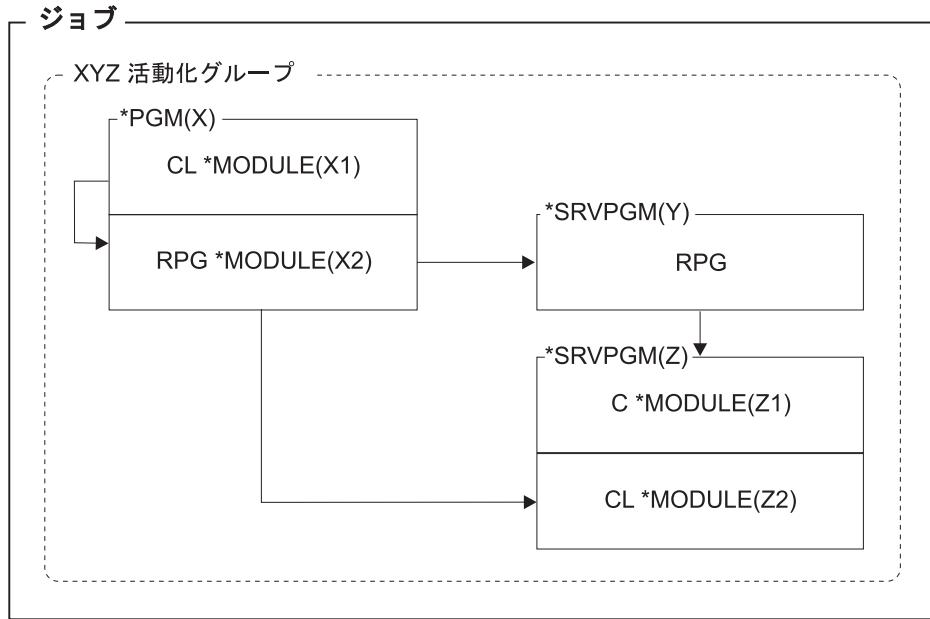 ジョブ
XYZ 活動化グループ
*PGM(X)
CL *MODULE(X1)
RPG *MODULE(X2)
*SRVPGM(Y)
RPG
*SRVPGM(Z)
C *MODULE(Z1)
CL *MODULE(Z2)